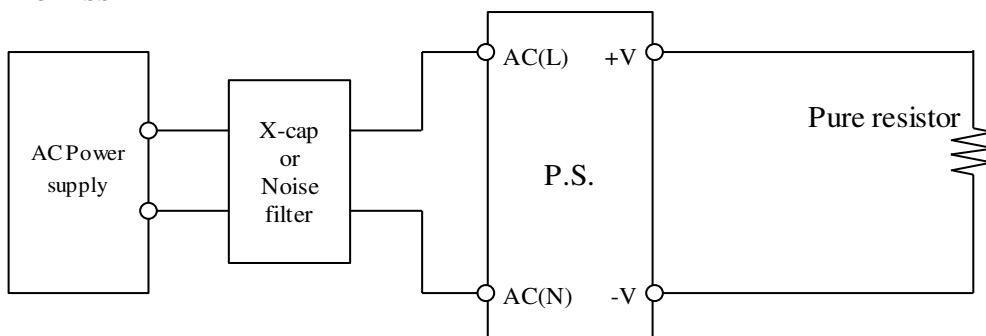 AC Power
supply
X-cap
or
Noise
filter
AC(L) +V
P.S.
AC(N) -V
Pure resistor